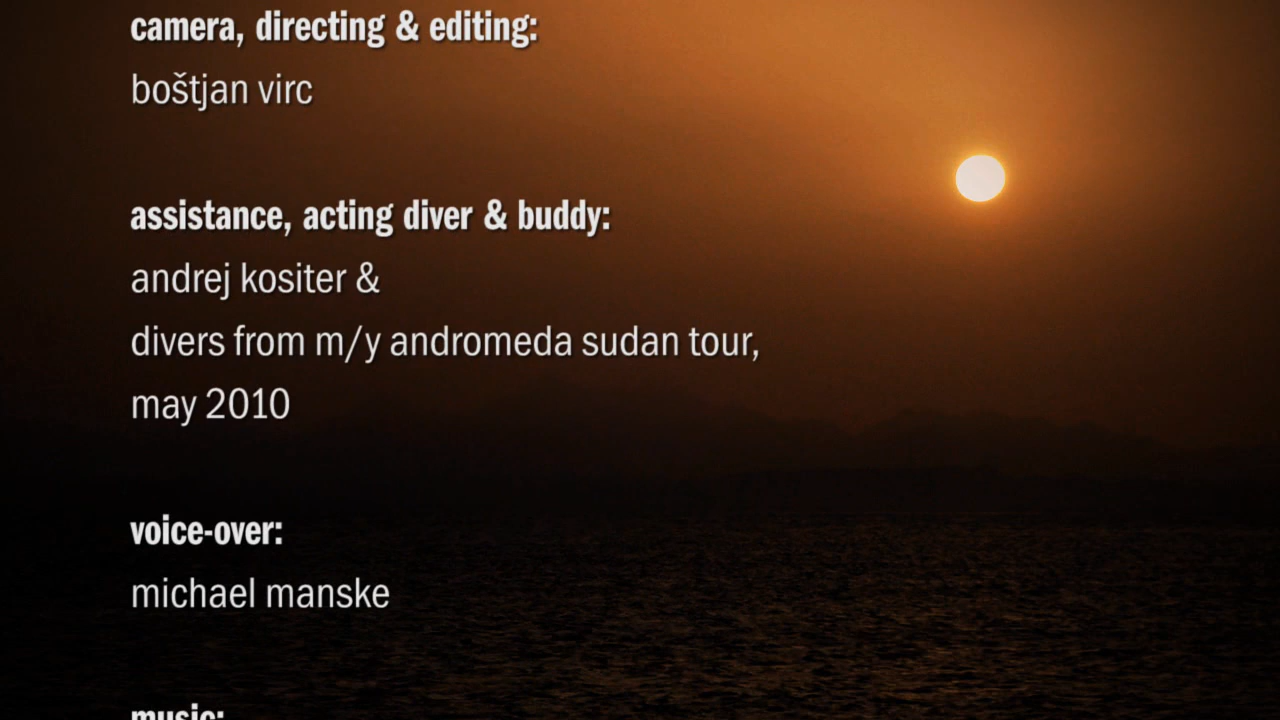 camera, directing & editing:
boštjan virc
assistance, acting diver & buddy:
andrej kositer &
divers from m/y andromeda sudan tour,
may 2010
voice-over:
michael manske
music: